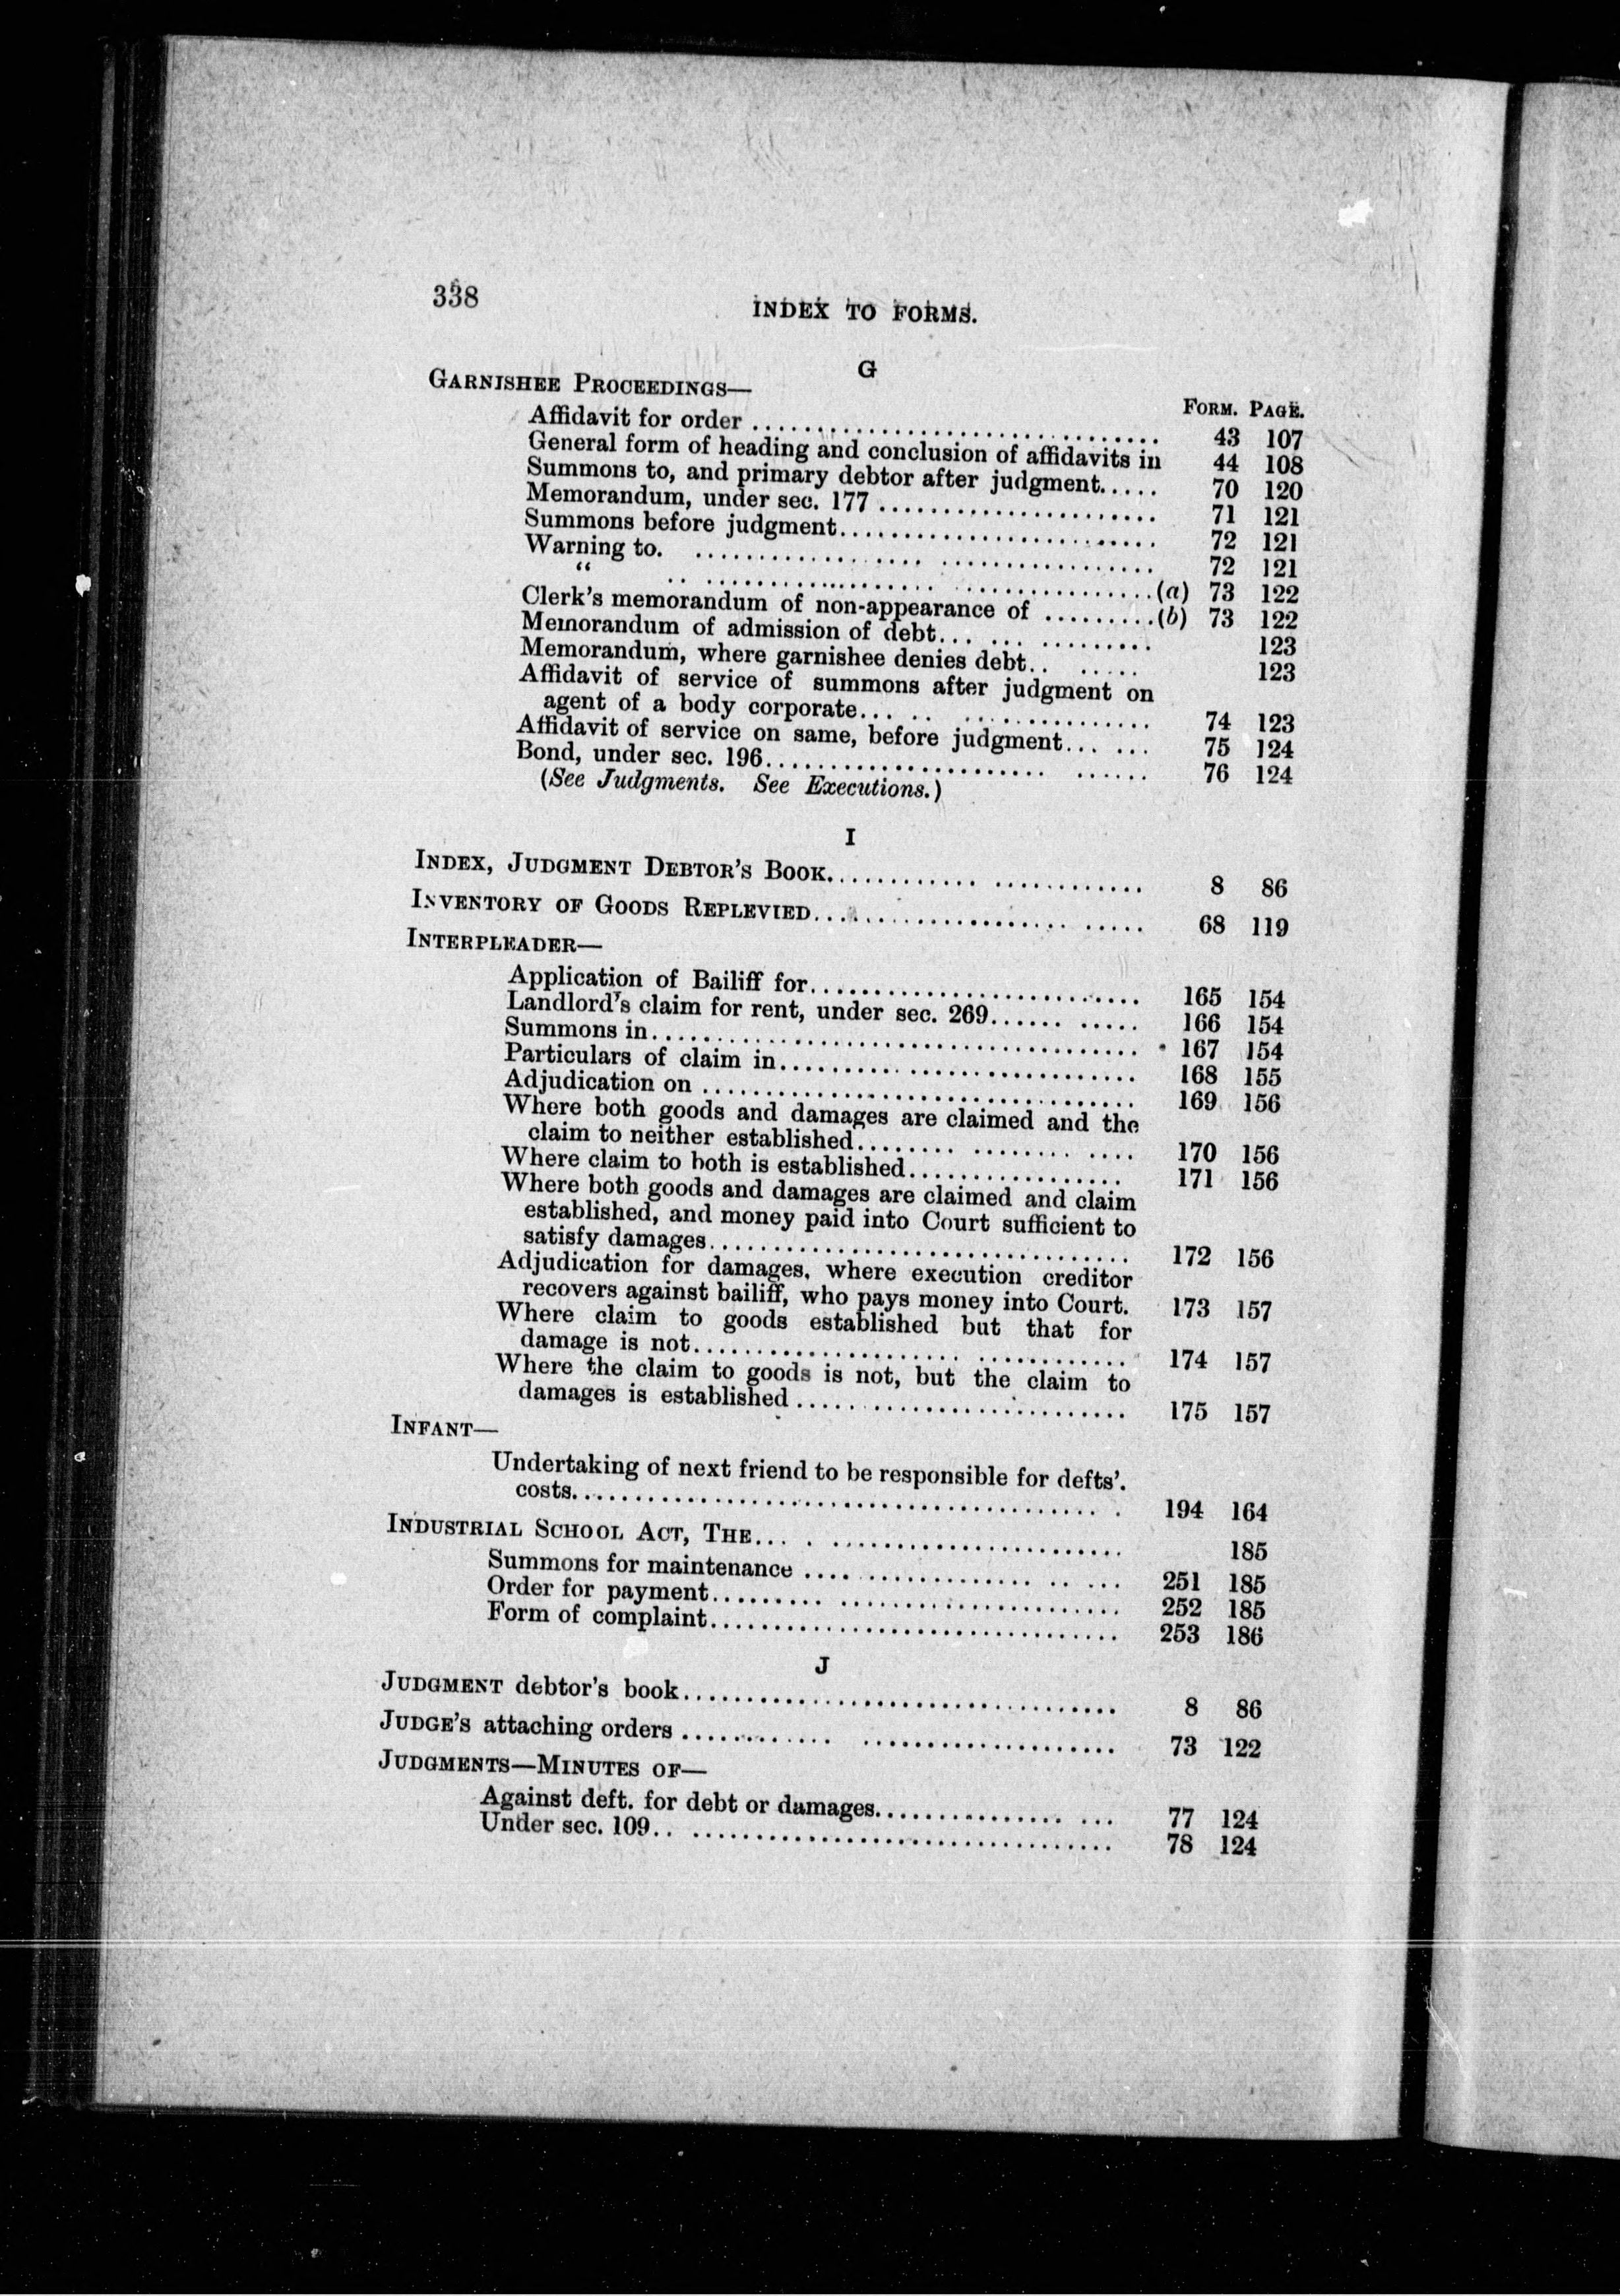 338
INDEX TO FORMS.
G
GARNISHEE PROCEEDINGS—
FORM. PAGE.
Affidavit for order ................................ 43 107
General form of heading and conclusion of affidavits in 44 108
Summons to, and primary debtor after judgment..... 70 120
Memorandum, under sec. 177 ...................... 71 121
Summons before judgment......................... 72 121
Warning to. ................................... 72 121
“ .....................................(a) 73 122
Clerk's memorandum of non-appearance of .........(b) 73 122
Memorandum of admission of debt... ... ......... 123
Memorandum, where garnishee denies debt.. ..... 123
Affidavit of service of summons after judgment on
agent of a body corporate... .. ............... 74 123
Affidavit of service on same, before judgment... ... 75 124
Bond, under sec. 196...................... ...... 76 124
(See Judgments. See Executions.)
I
INDEX, JUDGMENT DEBTOR'S BOOK............ ............ 8 86
INVENTORY OF GOODS REPLEVIED.................... ..... 68 119
INTERPLEADER—
Application of Bailiff for.......................... 165 154
Landlord's claim for rent, under sec. 269...... ..... 166 154
Summons in...................................... 167 154
Particulars of claim in............................ 168 155
Adjudication on .................................. 169 156
Where both goods and damages are claimed and the
claim to neither established........ ........ .... 170 156
Where claim to both is established................. 171 156
Where both goods and damages are claimed and claim
established, and money paid into Court sufficient to
satisfy damages................................. 172 156
Adjudication for damages, where execution creditor
recovers against bailiff, who pays money into Court. 173 157
Where claim to goods established but that for
damage is not..................... ............ 174 157
Where the claim to goods is not, but the claim to
damages is established .......................... 175 157
INFANT—
Undertaking of next friend to be responsible for defts'.
costs......................................... . 194 164
INDUSTRIAL SCHOOL ACT, THE... . ....................... 185
Summons for maintenance .................. .. ... 251 185
Order for payment......... ...................... 252 185
Form of complaint................................ 253 186
J
JUDGMENT debtor's book.................................. 8 86
JUDGE'S attaching orders ............ .................... 73 122
JUDGMENTS—MINUTES OF—
Against deft. for debt or damages............... ... 77 124
Under sec. 109.. ................................. 78 124